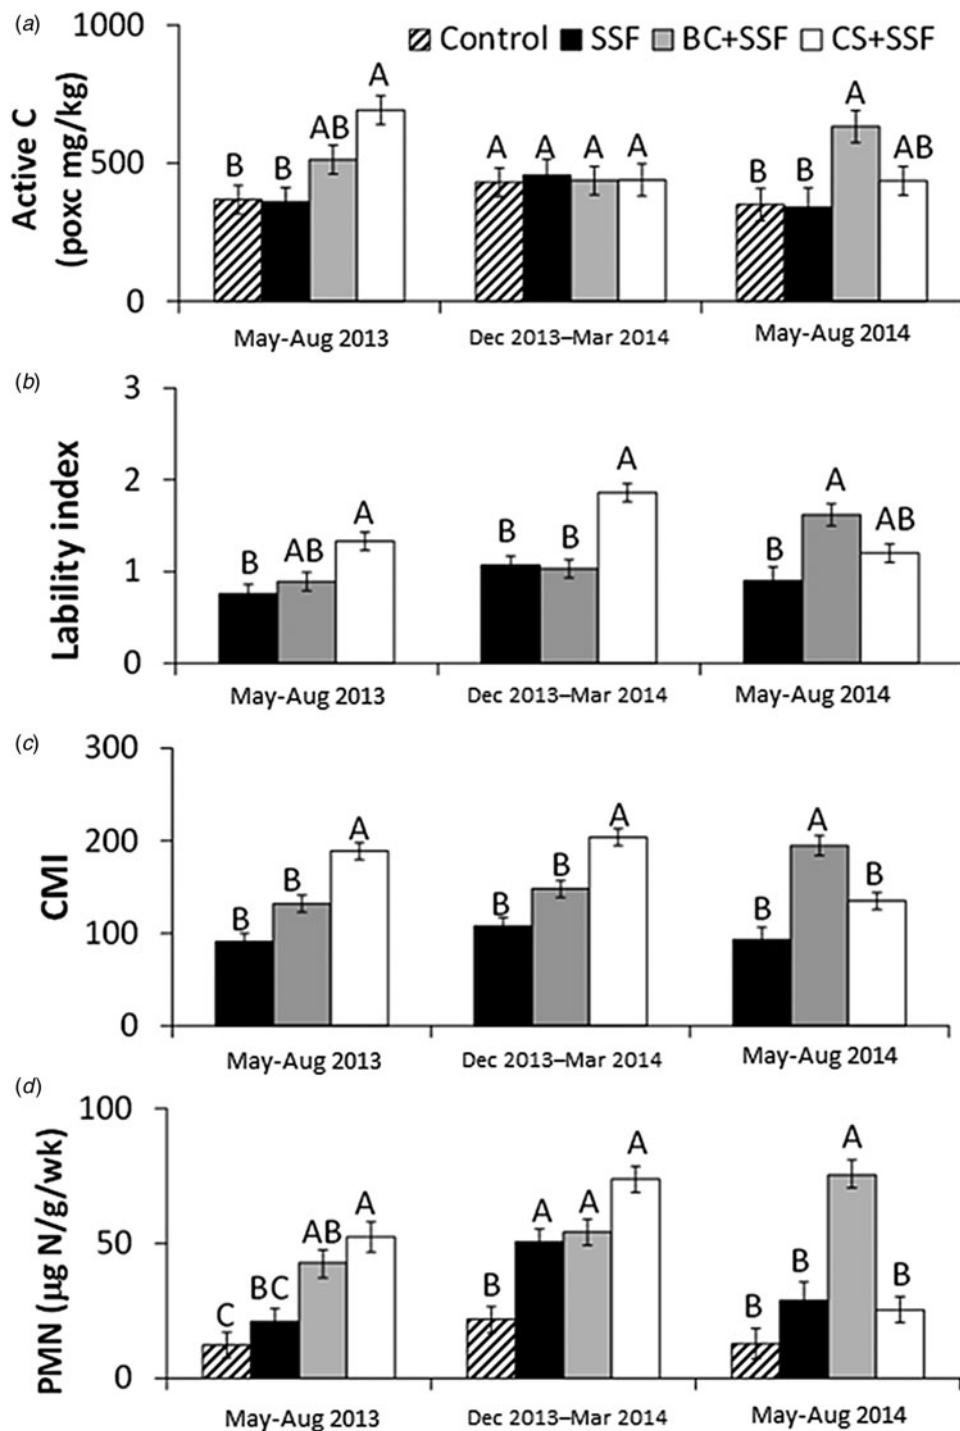 (a)
1000
Control SSF BC+SSF CS+SSF
Active C
(poxc mg/kg)
500
0
B B AB A
A A A A
B B A AB
May-Aug 2013 Dec 2013–Mar 2014 May-Aug 2014
(b)
3
Lability index
2
1
0
B AB A
B B A
B A AB
May-Aug 2013 Dec 2013–Mar 2014 May-Aug 2014
(c)
300
CMI
200
100
0
B B A
B B A
B A B
May-Aug 2013 Dec 2013–Mar 2014 May-Aug 2014
(d)
100
PMN (µg N/g/wk)
50
0
C BC AB A
B A A A
B B A B
May-Aug 2013 Dec 2013–Mar 2014 May-Aug 2014